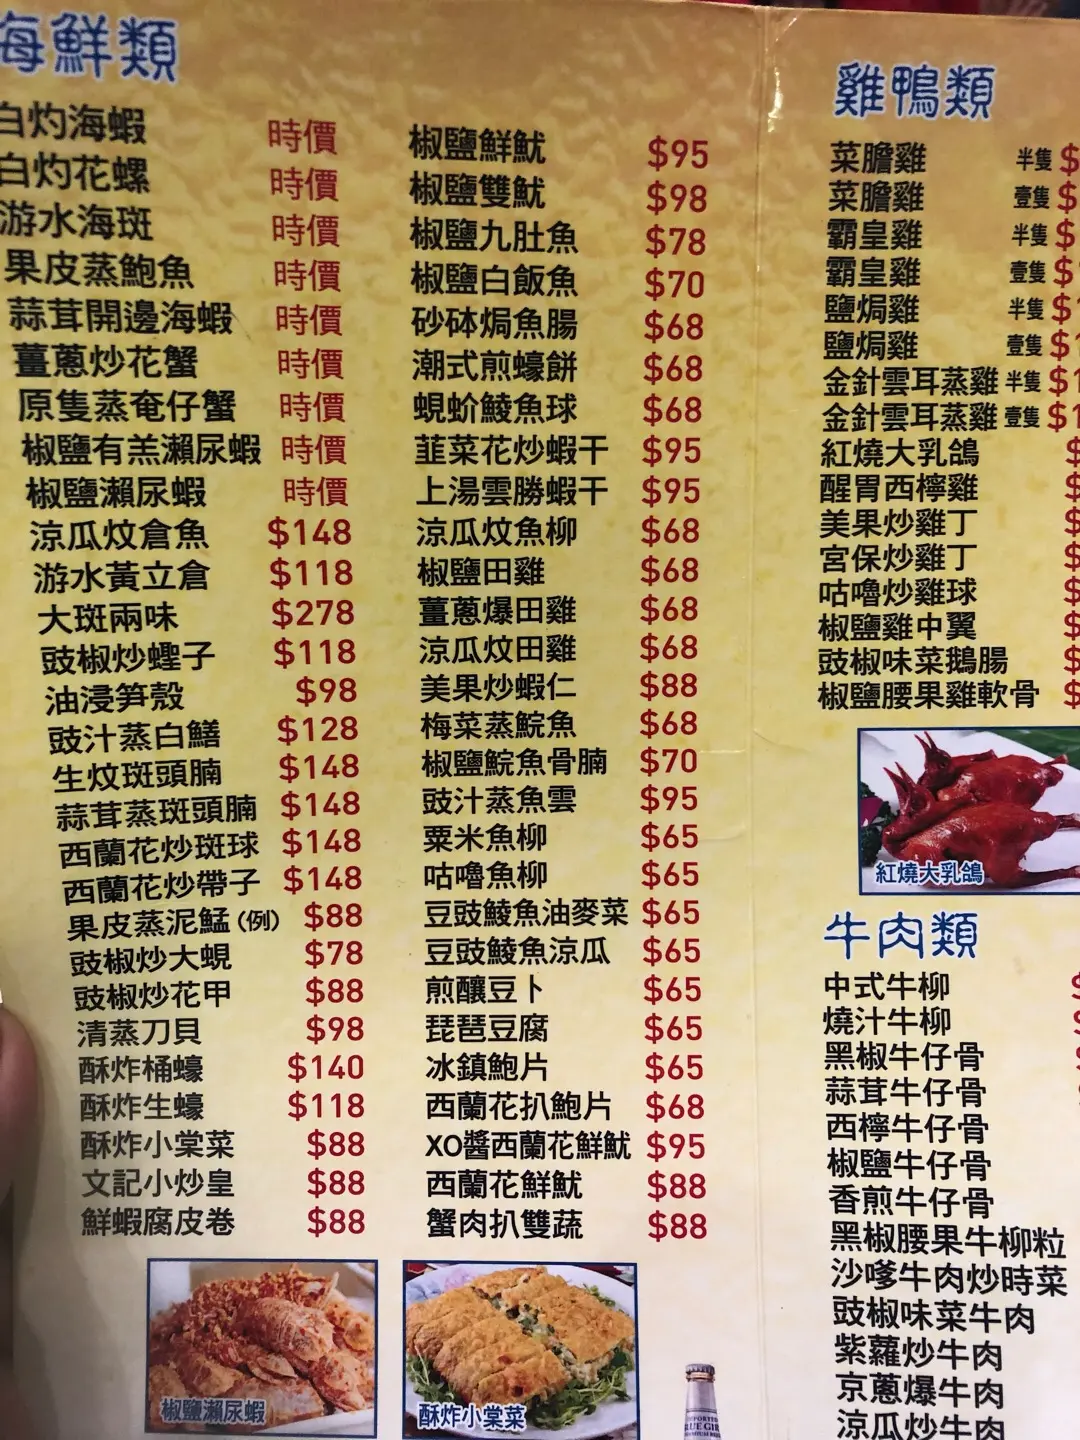 海鮮類
白灼海蝦 時價
白灼花螺 時價
游水海斑 時價
果皮蒸鮑魚 時價
蒜茸開邊海蝦 時價
薑蔥炒花蟹 時價
原隻蒸奄仔蟹 時價
椒鹽有羔瀨尿蝦 時價
椒鹽瀨尿蝦 時價
涼瓜炆倉魚 $148
游水黃立倉 $118
大斑兩味 $278
豉椒炒蟶子 $118
油浸笋殼 $98
豉汁蒸白鱔 $128
生炆斑頭腩 $148
蒜茸蒸斑頭腩 $148
西蘭花炒斑球 $148
西蘭花炒帶子 $148
果皮蒸泥鯭(例) $88
豉椒炒大蜆 $78
豉椒炒花甲 $88
清蒸刀貝 $98
酥炸桶蠔 $140
酥炸生蠔 $118
酥炸小棠菜 $88
文記小炒皇 $88
鮮蝦腐皮卷 $88
椒鹽鮮魷 $95
椒鹽雙魷 $98
椒鹽九肚魚 $78
椒鹽白飯魚 $70
砂砵焗魚腸 $68
潮式煎蠔餅 $68
蜆蚧鯪魚球 $68
韮菜花炒蝦干 $95
上湯雲勝蝦干 $95
涼瓜炆魚柳 $68
椒鹽田雞 $68
薑蔥爆田雞 $68
涼瓜炆田雞 $68
美果炒蝦仁 $88
梅菜蒸鯇魚 $68
椒鹽鯇魚骨腩 $70
豉汁蒸魚雲 $95
粟米魚柳 $65
咕嚕魚柳 $65
豆豉鯪魚油麥菜 $65
豆豉鯪魚涼瓜 $65
煎釀豆卜 $65
琵琶豆腐 $65
冰鎮鮑片 $65
西蘭花扒鮑片 $68
XO醬西蘭花鮮魷 $95
西蘭花鮮魷 $88
蟹肉扒雙蔬 $88
椒鹽瀨尿蝦
酥炸小棠菜
雞鴨類
菜膽雞 半隻 $
菜膽雞 壹隻 $
霸皇雞 半隻 $
霸皇雞 壹隻 $
鹽焗雞 半隻 $
鹽焗雞 壹隻 $
金針雲耳蒸雞 半隻 $1
金針雲耳蒸雞 壹隻 $1
紅燒大乳鴿 $
醒胃西檸雞 $
美果炒雞丁 $
宮保炒雞丁 $
咕嚕炒雞球 $
椒鹽雞中翼 $
豉椒味菜鵝腸 $
椒鹽腰果雞軟骨 $
紅燒大乳鴿
牛肉類
中式牛柳
燒汁牛柳
黑椒牛仔骨
蒜茸牛仔骨
西檸牛仔骨
椒鹽牛仔骨
香煎牛仔骨
黑椒腰果牛柳粒
沙嗲牛肉炒時菜
豉椒味菜牛肉
紫蘿炒牛肉
京蔥爆牛肉
涼瓜炒牛肉